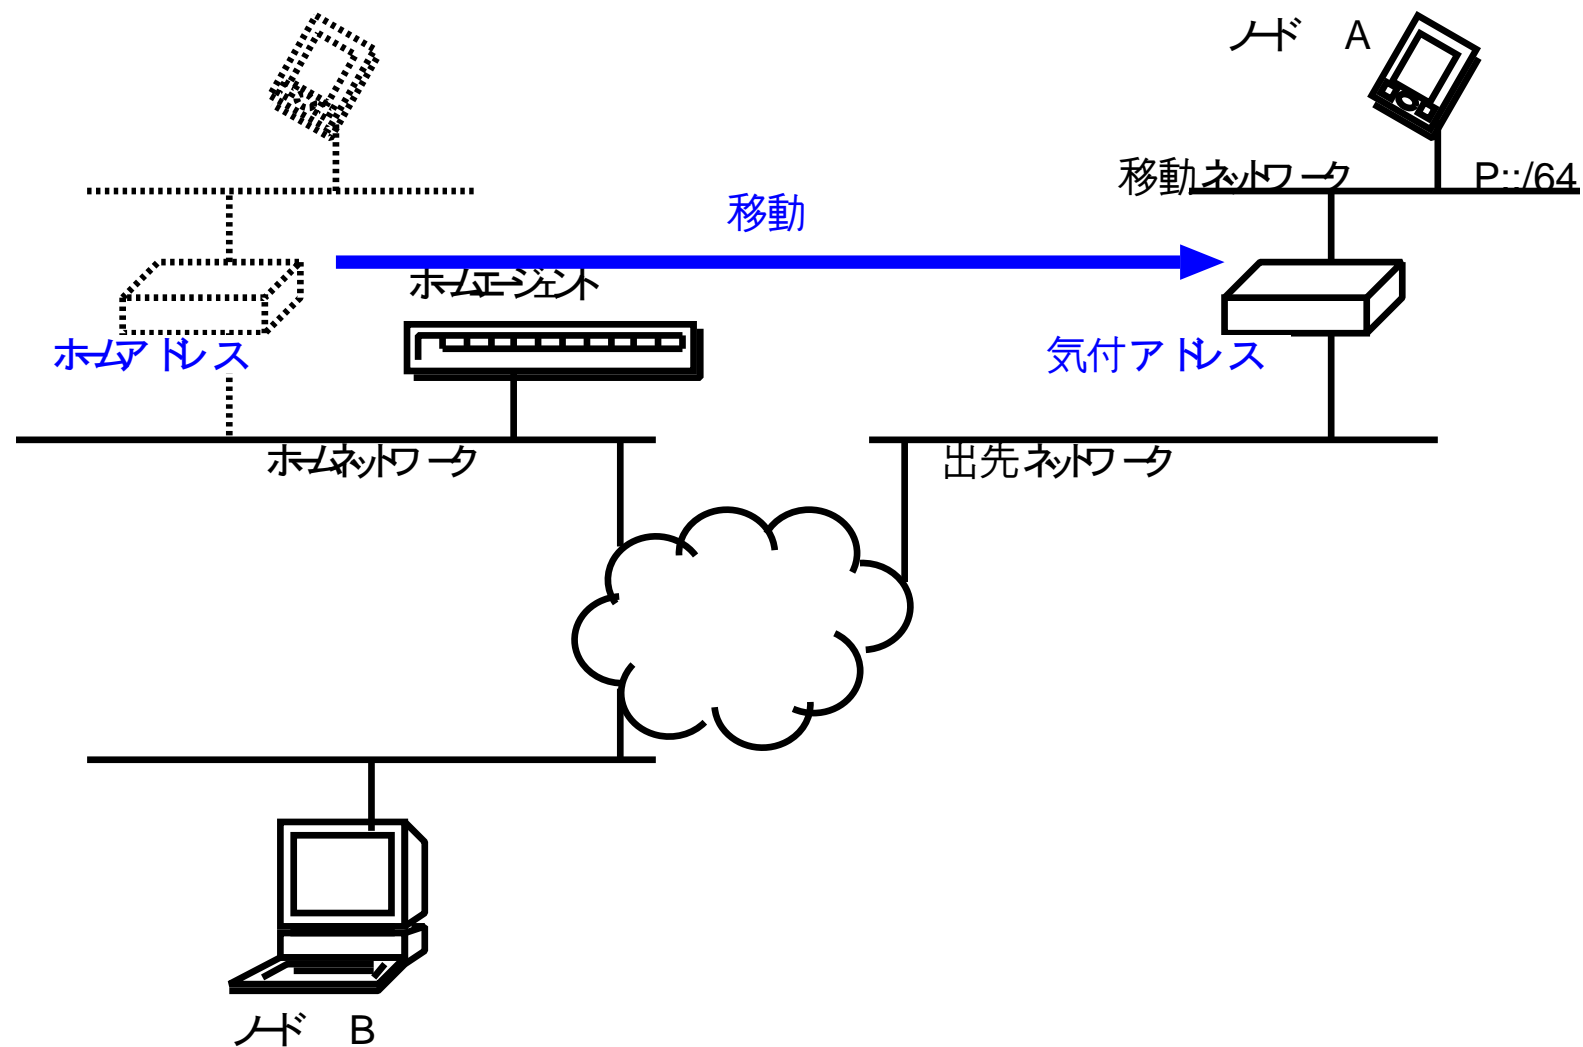 ノード A
移動ネットワーク P::/64
移動
ホームエージェント
ホームアドレス
気付アドレス
ホームネットワーク
出先ネットワーク
ノード B